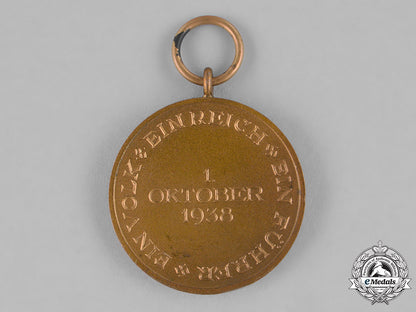 EIN VOLK EIN REICH EIN FÜHRER
1.
OKTOBER
1938
eMedals